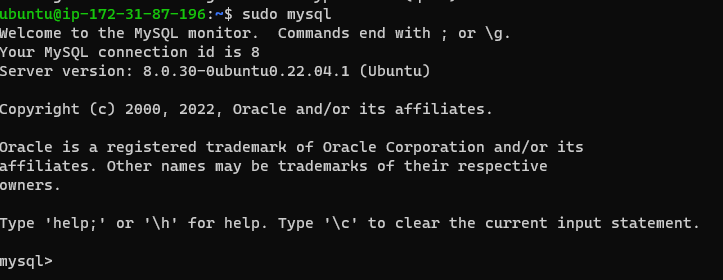 ubuntu@ip-172-31-87-196:~$ sudo mysql
Welcome to the MySQL monitor.  Commands end with ; or \g.
Your MySQL connection id is 8
Server version: 8.0.30-0ubuntu0.22.04.1 (Ubuntu)
Copyright (c) 2000, 2022, Oracle and/or its affiliates.
Oracle is a registered trademark of Oracle Corporation and/or its
affiliates. Other names may be trademarks of their respective
owners.
Type 'help;' or '\h' for help. Type '\c' to clear the current input statement.
mysql>